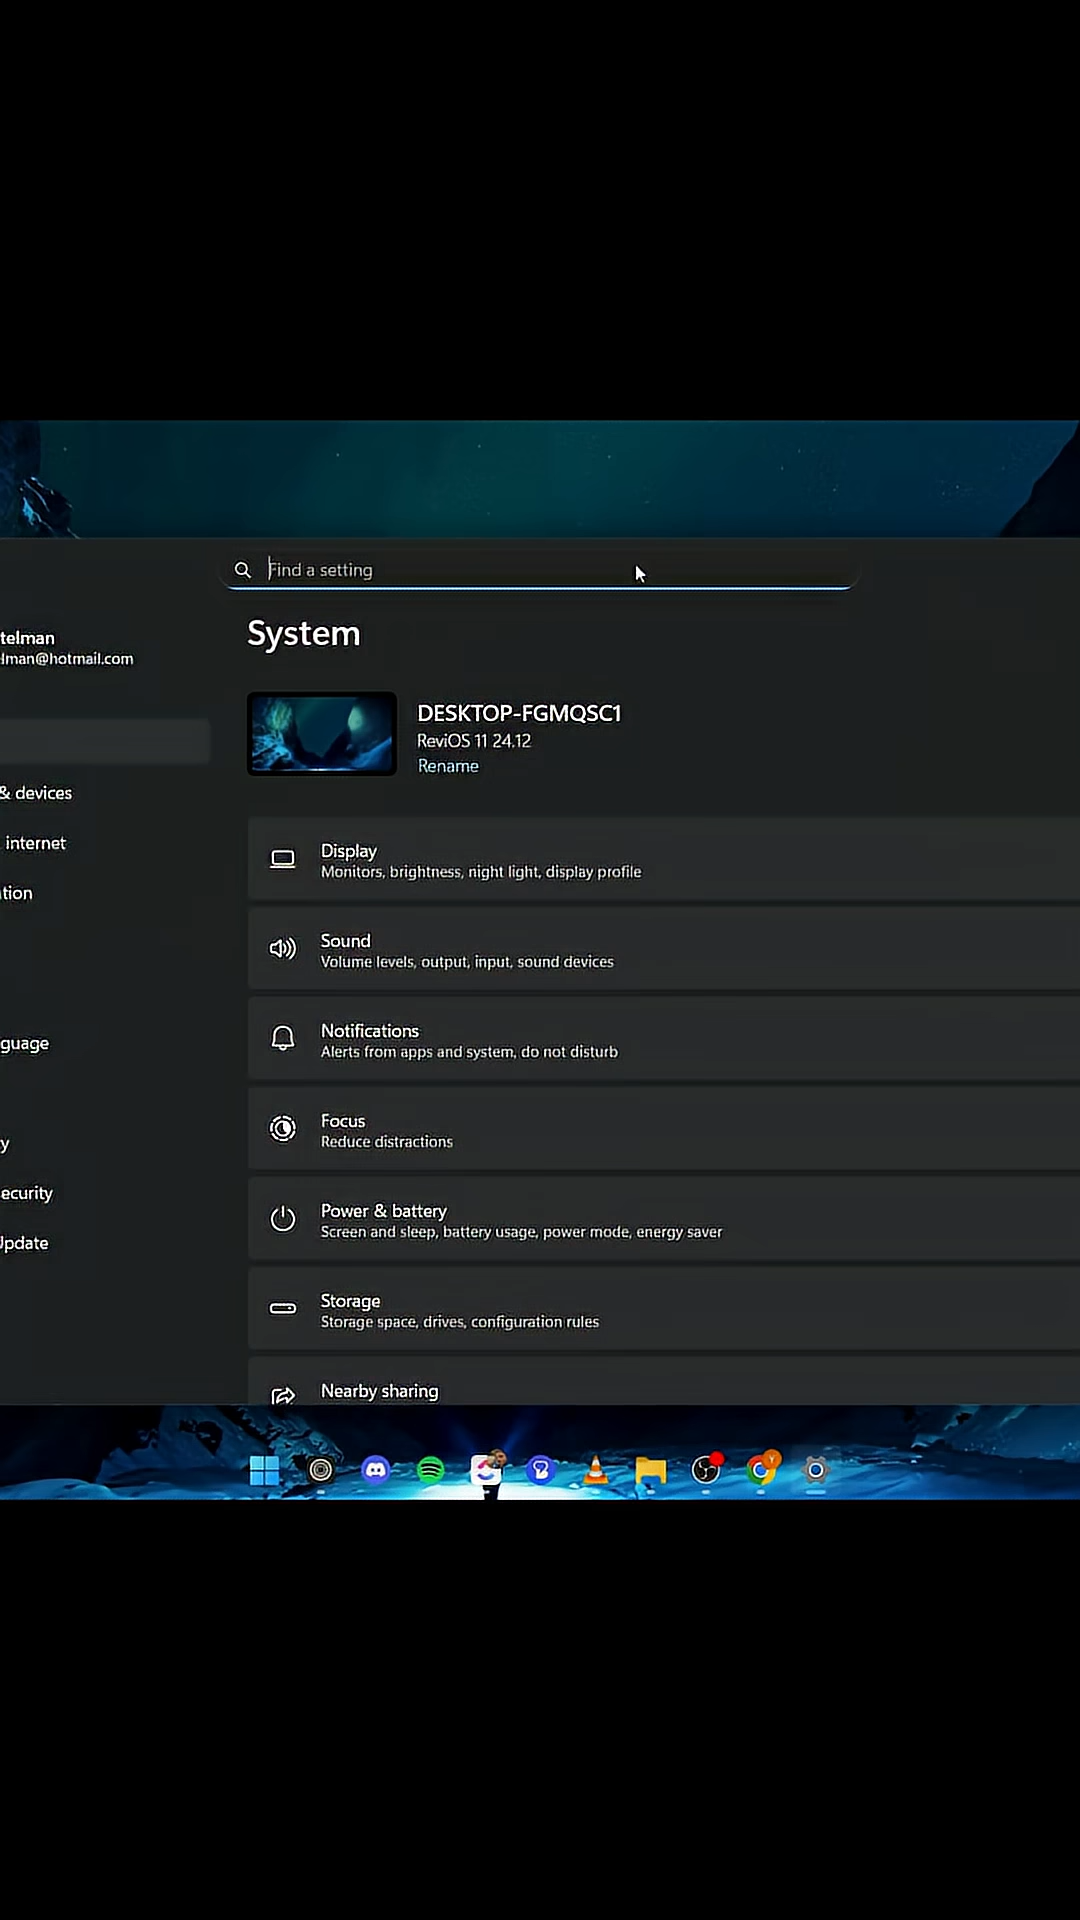 Find a setting
telman
lman@hotmail.com
System
DESKTOP-FGMQSC1
ReviOS 11 24.12
Rename
& devices
internet
tion
guage
y
ecurity
Update
Display
Monitors, brightness, night light, display profile
Sound
Volume levels, output, input, sound devices
Notifications
Alerts from apps and system, do not disturb
Focus
Reduce distractions
Power & battery
Screen and sleep, battery usage, power mode, energy saver
Storage
Storage space, drives, configuration rules
Nearby sharing